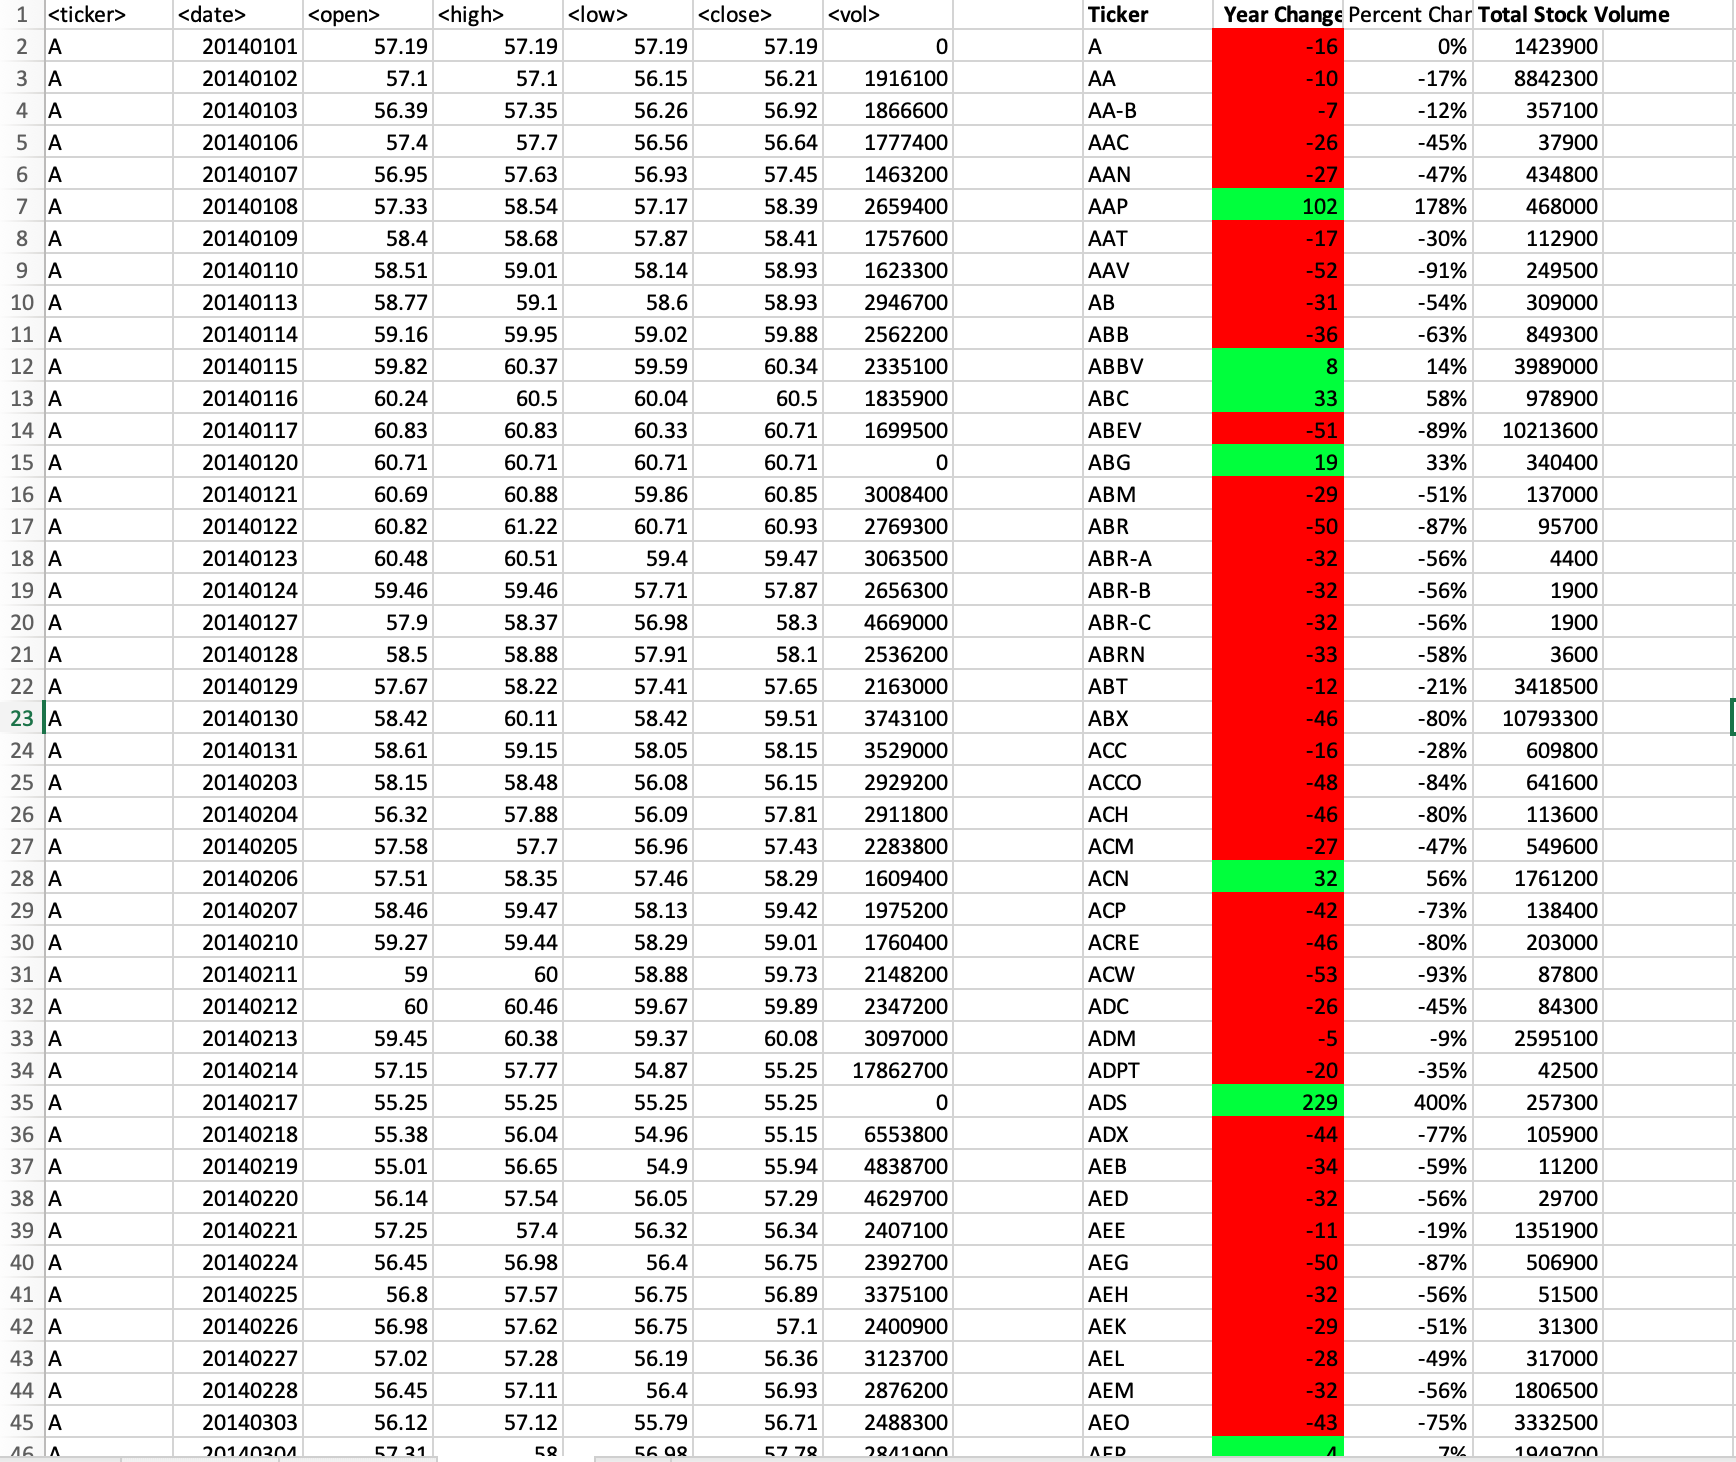 1 <ticker> <date> <open> <high> <low> <close> <vol> Ticker Year Change Percent Char Total Stock Volume
2 A 20140101 57.19 57.19 57.19 57.19 0 A -16 0% 1423900
3 A 20140102 57.1 57.1 56.15 56.21 1916100 AA -10 -17% 8842300
4 A 20140103 56.39 57.35 56.26 56.92 1866600 AA-B -7 -12% 357100
5 A 20140106 57.4 57.7 56.56 56.64 1777400 AAC -26 -45% 37900
6 A 20140107 56.95 57.63 56.93 57.45 1463200 AAN -27 -47% 434800
7 A 20140108 57.33 58.54 57.17 58.39 2659400 AAP 102 178% 468000
8 A 20140109 58.4 58.68 57.87 58.41 1757600 AAT -17 -30% 112900
9 A 20140110 58.51 59.01 58.14 58.93 1623300 AAV -52 -91% 249500
10 A 20140113 58.77 59.1 58.6 58.93 2946700 AB -31 -54% 309000
11 A 20140114 59.16 59.95 59.02 59.88 2562200 ABB -36 -63% 849300
12 A 20140115 59.82 60.37 59.59 60.34 2335100 ABBV 8 14% 3989000
13 A 20140116 60.24 60.5 60.04 60.5 1835900 ABC 33 58% 978900
14 A 20140117 60.83 60.83 60.33 60.71 1699500 ABEV -51 -89% 10213600
15 A 20140120 60.71 60.71 60.71 60.71 0 ABG 19 33% 340400
16 A 20140121 60.69 60.88 59.86 60.85 3008400 ABM -29 -51% 137000
17 A 20140122 60.82 61.22 60.71 60.93 2769300 ABR -50 -87% 95700
18 A 20140123 60.48 60.51 59.4 59.47 3063500 ABR-A -32 -56% 4400
19 A 20140124 59.46 59.46 57.71 57.87 2656300 ABR-B -32 -56% 1900
20 A 20140127 57.9 58.37 56.98 58.3 4669000 ABR-C -32 -56% 1900
21 A 20140128 58.5 58.88 57.91 58.1 2536200 ABRN -33 -58% 3600
22 A 20140129 57.67 58.22 57.41 57.65 2163000 ABT -12 -21% 3418500
23 A 20140130 58.42 60.11 58.42 59.51 3743100 ABX -46 -80% 10793300
24 A 20140131 58.61 59.15 58.05 58.15 3529000 ACC -16 -28% 609800
25 A 20140203 58.15 58.48 56.08 56.15 2929200 ACCO -48 -84% 641600
26 A 20140204 56.32 57.88 56.09 57.81 2911800 ACH -46 -80% 113600
27 A 20140205 57.58 57.7 56.96 57.43 2283800 ACM -27 -47% 549600
28 A 20140206 57.51 58.35 57.46 58.29 1609400 ACN 32 56% 1761200
29 A 20140207 58.46 59.47 58.13 59.42 1975200 ACP -42 -73% 138400
30 A 20140210 59.27 59.44 58.29 59.01 1760400 ACRE -46 -80% 203000
31 A 20140211 59 60 58.88 59.73 2148200 ACW -53 -93% 87800
32 A 20140212 60 60.46 59.67 59.89 2347200 ADC -26 -45% 84300
33 A 20140213 59.45 60.38 59.37 60.08 3097000 ADM -5 -9% 2595100
34 A 20140214 57.15 57.77 54.87 55.25 17862700 ADPT -20 -35% 42500
35 A 20140217 55.25 55.25 55.25 55.25 0 ADS 229 400% 257300
36 A 20140218 55.38 56.04 54.96 55.15 6553800 ADX -44 -77% 105900
37 A 20140219 55.01 56.65 54.9 55.94 4838700 AEB -34 -59% 11200
38 A 20140220 56.14 57.54 56.05 57.29 4629700 AED -32 -56% 29700
39 A 20140221 57.25 57.4 56.32 56.34 2407100 AEE -11 -19% 1351900
40 A 20140224 56.45 56.98 56.4 56.75 2392700 AEG -50 -87% 506900
41 A 20140225 56.8 57.57 56.75 56.89 3375100 AEH -32 -56% 51500
42 A 20140226 56.98 57.62 56.75 57.1 2400900 AEK -29 -51% 31300
43 A 20140227 57.02 57.28 56.19 56.36 3123700 AEL -28 -49% 317000
44 A 20140228 56.45 57.11 56.4 56.93 2876200 AEM -32 -56% 1806500
45 A 20140303 56.12 57.12 55.79 56.71 2488300 AEO -43 -75% 3332500
46 A 20140304 57.31 58 56.98 57.78 2841900 AEP 4 7% 1949700